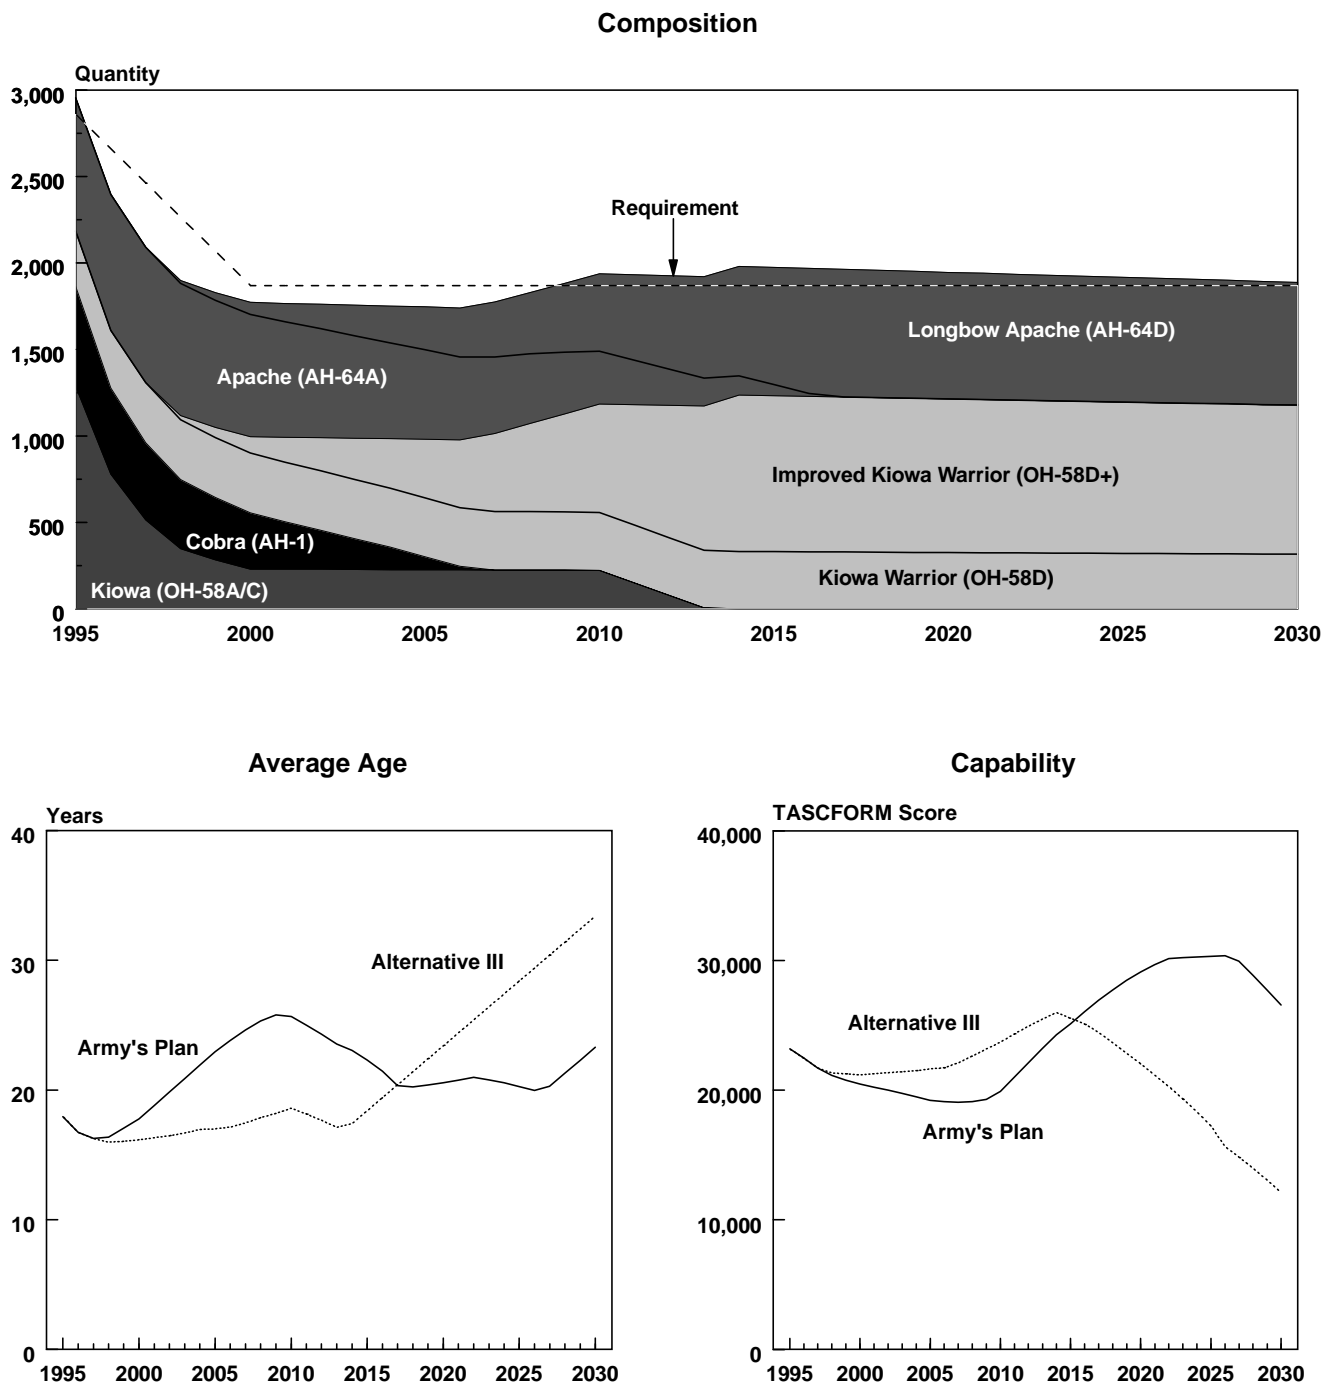 Composition
Quantity
3,000
2,500
2,000
1,500
1,000
500
0
Requirement
Longbow Apache (AH-64D)
Apache (AH-64A)
Improved Kiowa Warrior (OH-58D+)
Cobra (AH-1)
Kiowa Warrior (OH-58D)
Kiowa (OH-58A/C)
1995 2000 2005 2010 2015 2020 2025 2030
Average Age
Years
40
30
20
10
0
Alternative III
Army's Plan
1995 2000 2005 2010 2015 2020 2025 2030
Capability
TASCFORM Score
40,000
30,000
20,000
10,000
0
Alternative III
Army's Plan
1995 2000 2005 2010 2015 2020 2025 2030